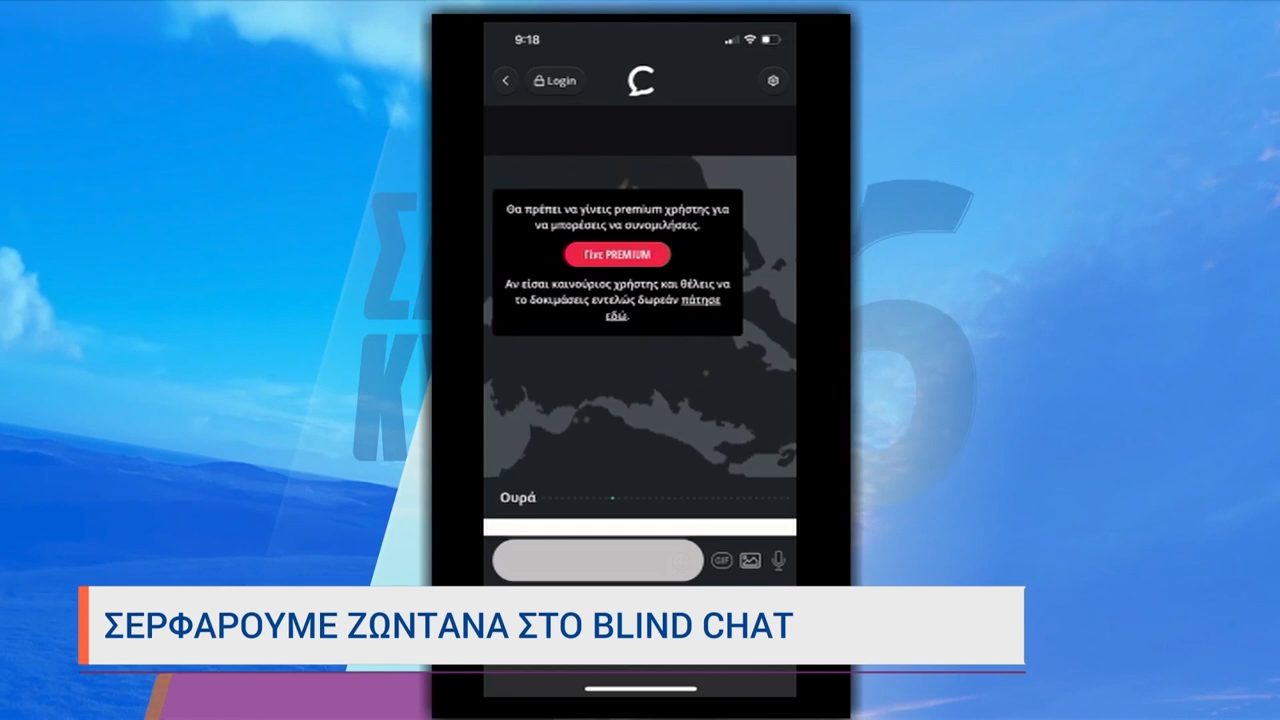 9:18
Login
Θα πρέπει να γίνεις premium χρήστης για
να μπορέσεις να συνομιλήσεις.
Γίνε PREMIUM
Αν είσαι καινούριος χρήστης και θέλεις να
το δοκιμάσεις εντελώς δωρεάν πάτησε
εδώ.
Ουρά
GIF
ΣΕΡΦΑΡΟΥΜΕ ΖΩΝΤΑΝΑ ΣΤΟ BLIND CHAT